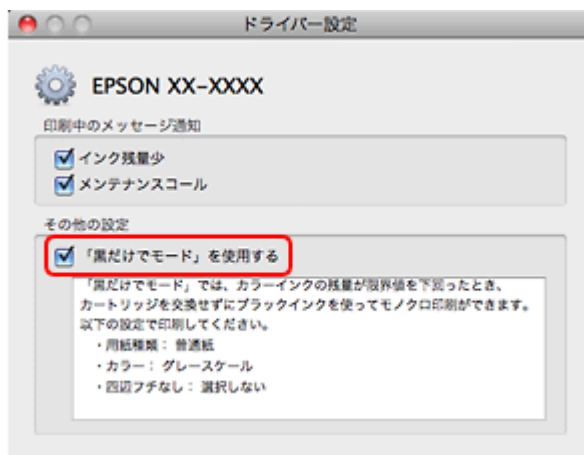 ドライバー設定
EPSON XX-XXXX
印刷中のメッセージ通知
インク残量少
メンテナンスコール
その他の設定
「黒だけでモード」を使用する
「黒だけでモード」では、カラーインクの残量が限界値を下回ったとき、
カートリッジを交換せずにブラックインクを使ってモノクロ印刷ができます。
以下の設定で印刷してください。
・用紙種類： 普通紙
・カラー： グレースケール
・四辺フチなし： 選択しない